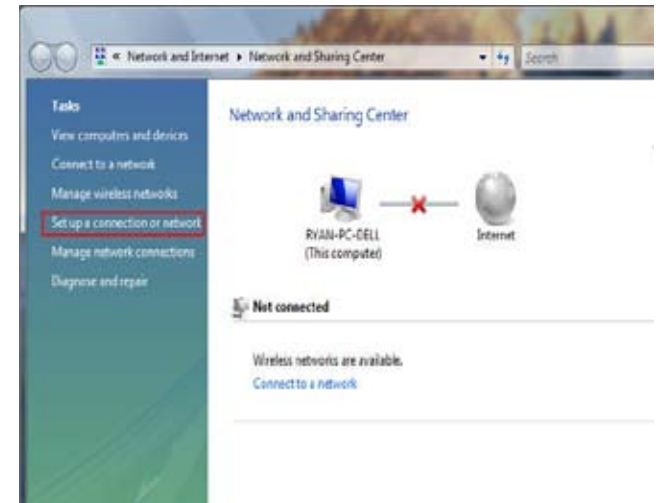 « Network and Internet ▸ Network and Sharing Center
Search
Tasks
View computers and devices
Connect to a network
Manage wireless networks
Set up a connection or network
Manage network connections
Diagnose and repair
Network and Sharing Center
RYAN-PC-DELL
(This computer)
Internet
Not connected
Wireless networks are available.
Connect to a network